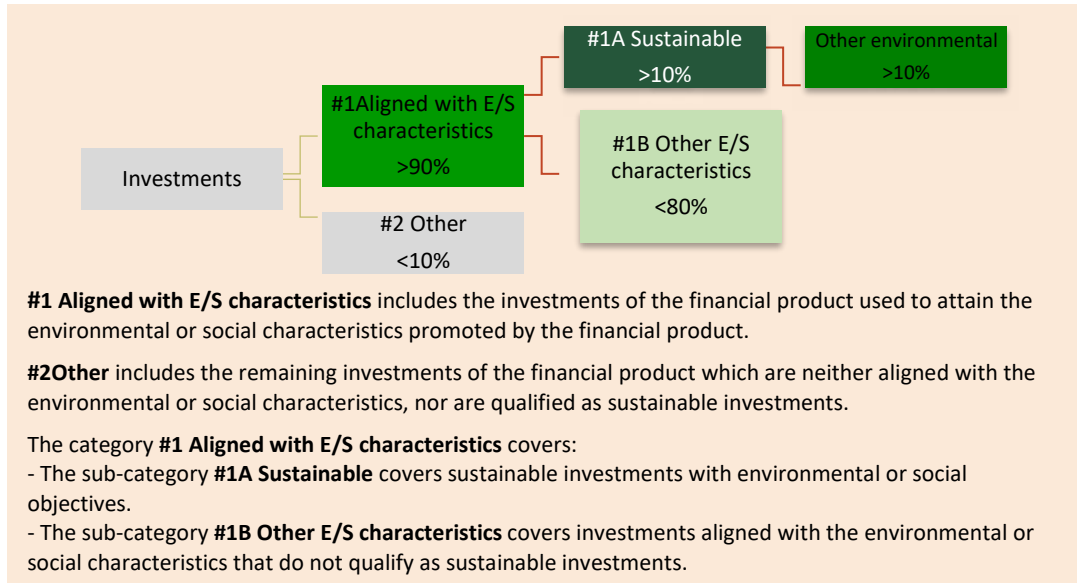 #1A Sustainable
>10%
Other environmental
>10%
#1Aligned with E/S
characteristics
>90%
#1B Other E/S
characteristics
<80%
Investments
#2 Other
<10%
#1 Aligned with E/S characteristics includes the investments of the financial product used to attain the
environmental or social characteristics promoted by the financial product.
#2Other includes the remaining investments of the financial product which are neither aligned with the
environmental or social characteristics, nor are qualified as sustainable investments.
The category #1 Aligned with E/S characteristics covers:
- The sub-category #1A Sustainable covers sustainable investments with environmental or social
objectives.
- The sub-category #1B Other E/S characteristics covers investments aligned with the environmental or
social characteristics that do not qualify as sustainable investments.